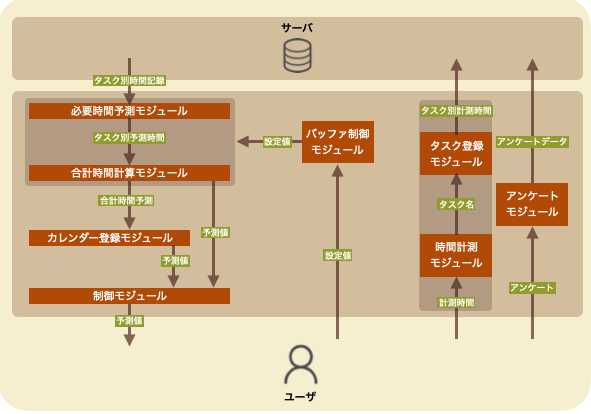 サーバ
タスク別時間記録
必要時間予測モジュール
タスク別予測時間
合計時間計算モジュール
合計時間予測
カレンダー登録モジュール
予測値
予測値
制御モジュール
予測値
バッファ制御
モジュール
設定値
設定値
タスク別計測時間
タスク登録
モジュール
タスク名
時間計測
モジュール
計測時間
アンケートデータ
アンケート
モジュール
アンケート
ユーザ